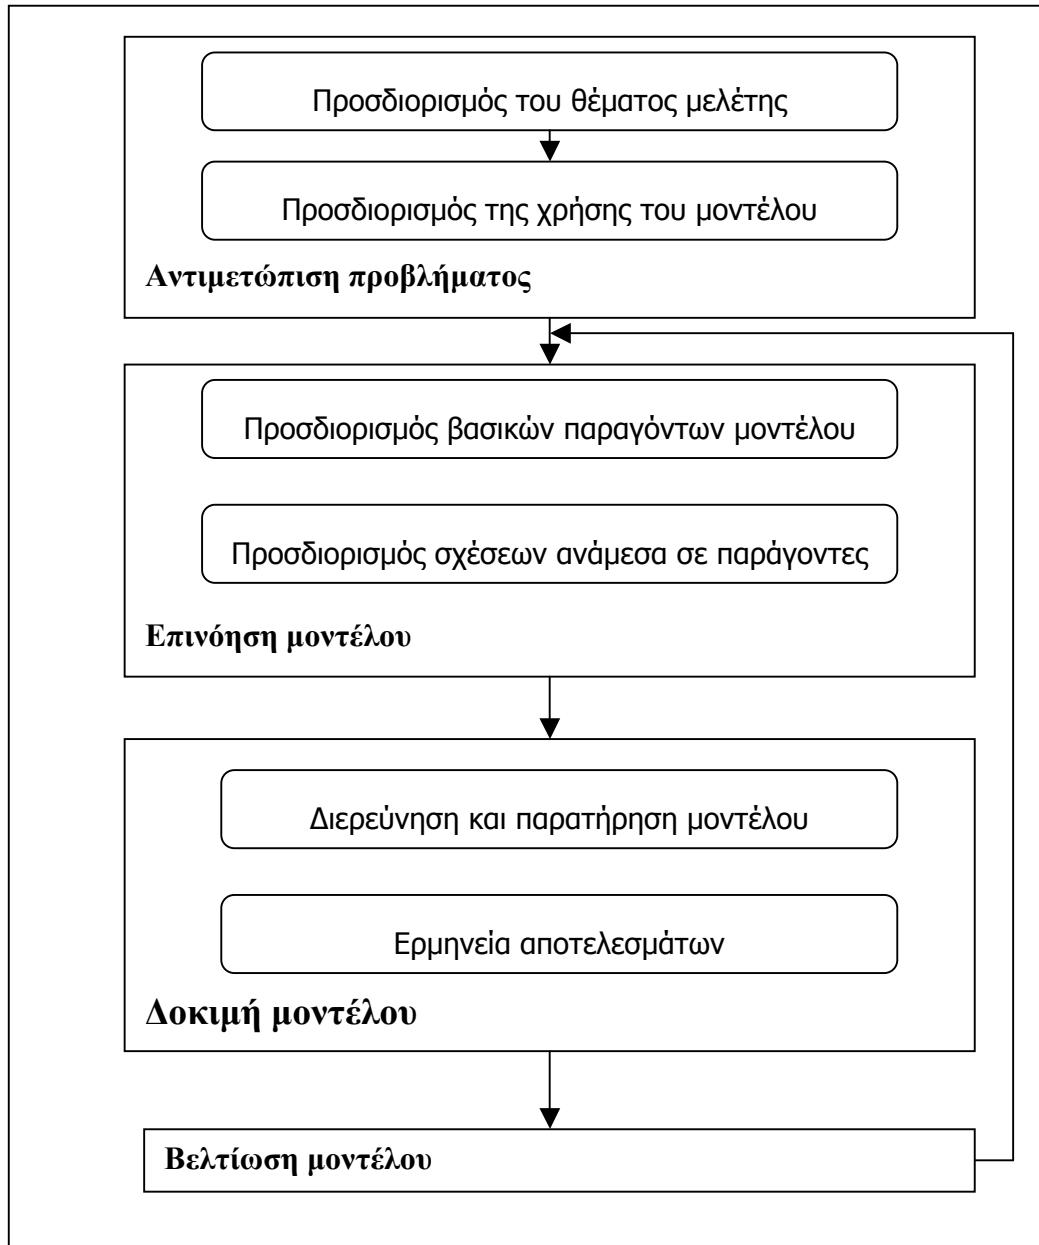 Προσδιορισμός του θέματος μελέτης
Προσδιορισμός της χρήσης του μοντέλου
Αντιμετώπιση προβλήματος
Προσδιορισμός βασικών παραγόντων μοντέλου
Προσδιορισμός σχέσεων ανάμεσα σε παράγοντες
Επινόηση μοντέλου
Διερεύνηση και παρατήρηση μοντέλου
Ερμηνεία αποτελεσμάτων
Δοκιμή μοντέλου
Βελτίωση μοντέλου